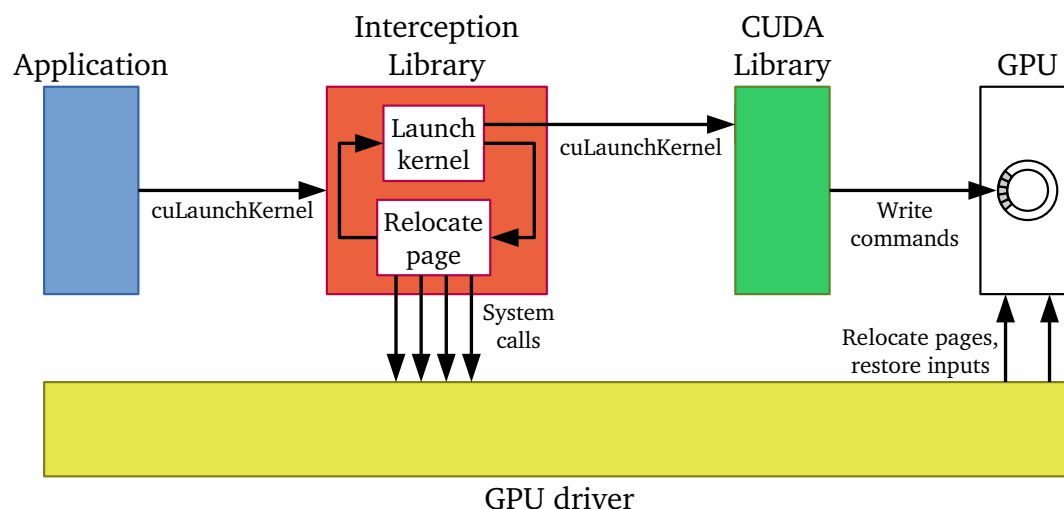 Application
Interception
Library
CUDA
Library
GPU
Launch
kernel
cuLaunchKernel
cuLaunchKernel
Relocate
page
Write
commands
System
calls
Relocate pages,
restore inputs
GPU driver